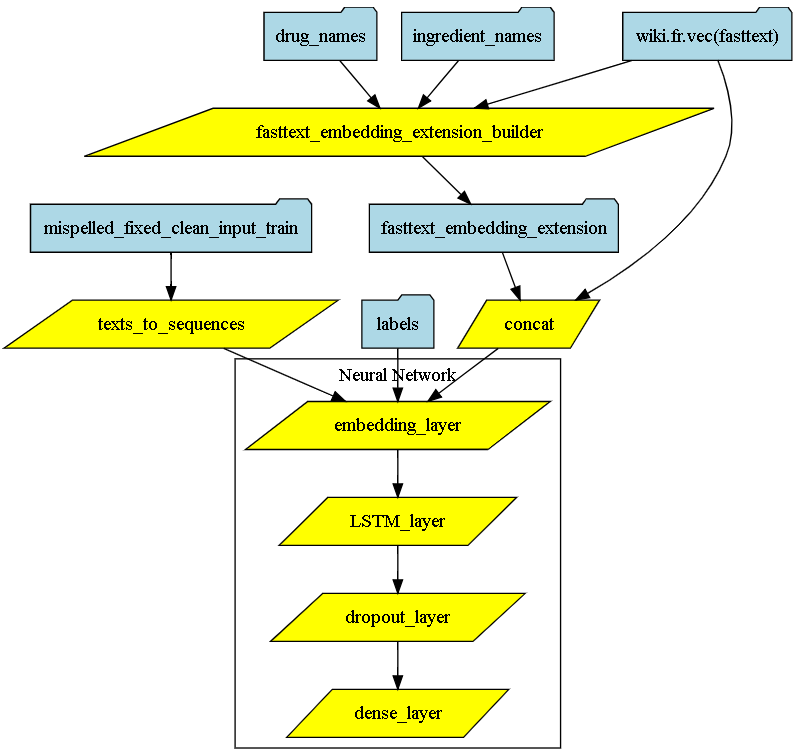 drug_names
ingredient_names
wiki.fr.vec(fasttext)
fasttext_embedding_extension_builder
mispelled_fixed_clean_input_train
fasttext_embedding_extension
texts_to_sequences
labels
concat
Neural Network
embedding_layer
LSTM_layer
dropout_layer
dense_layer